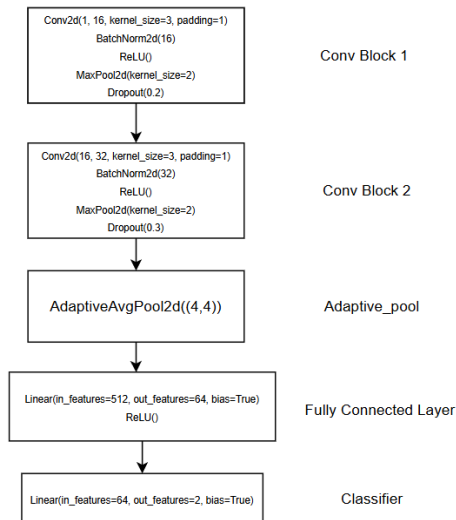 Conv2d(1, 16, kernel_size=3, padding=1)
BatchNorm2d(16)
ReLU()
MaxPool2d(kernel_size=2)
Dropout(0.2)
Conv Block 1
Conv2d(16, 32, kernel_size=3, padding=1)
BatchNorm2d(32)
ReLU()
MaxPool2d(kernel_size=2)
Dropout(0.3)
Conv Block 2
AdaptiveAvgPool2d((4,4))
Adaptive_pool
Linear(in_features=512, out_features=64, bias=True)
ReLU()
Fully Connected Layer
Linear(in_features=64, out_features=2, bias=True)
Classifier